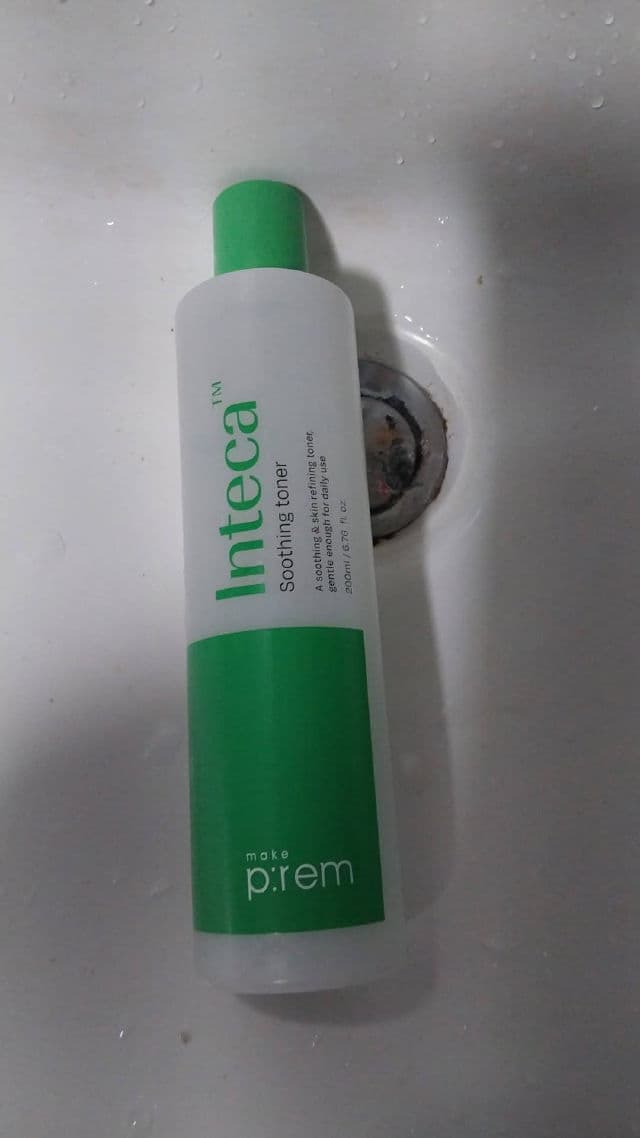 Inteca™
Soothing toner
A soothing & skin refining toner,
gentle enough for daily use
200ml / 6.76 fl. oz.
make
p:rem